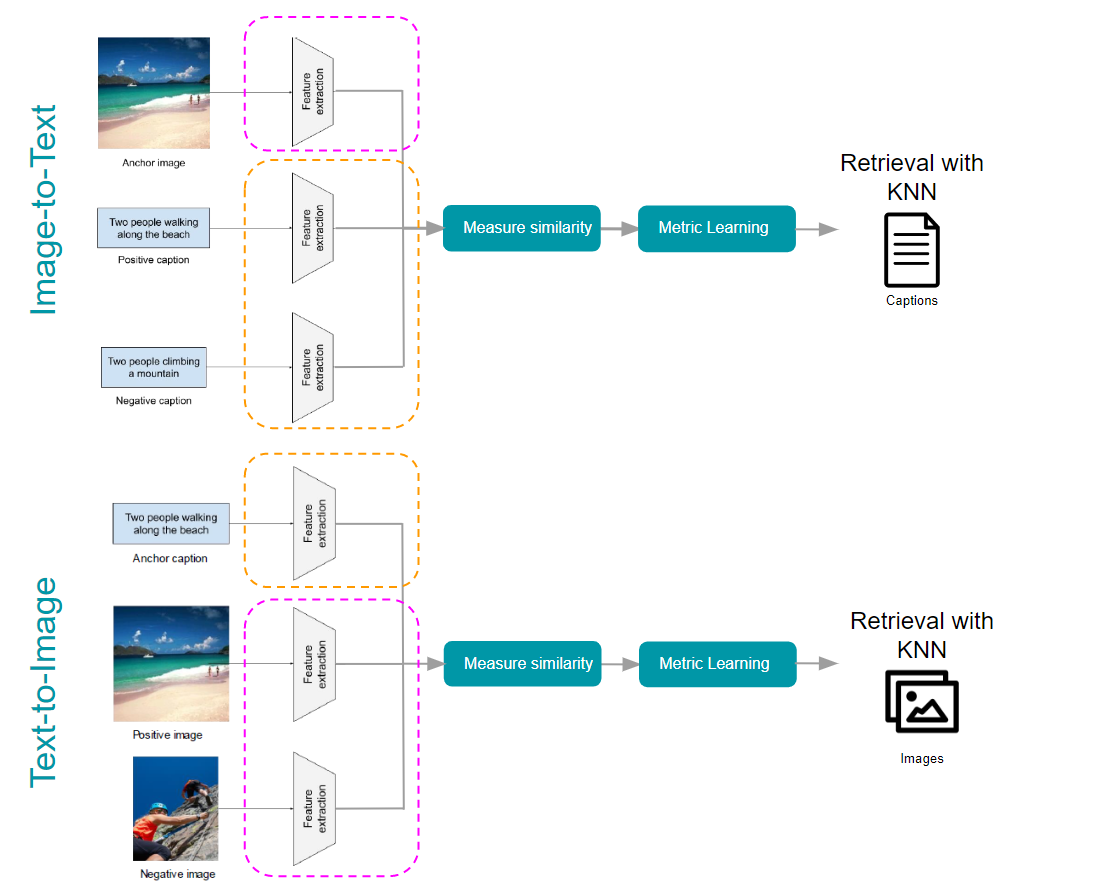 Image-to-Text
Anchor image
Feature
extraction
Two people walking
along the beach
Positive caption
Feature
extraction
Two people climbing
a mountain
Negative caption
Feature
extraction
Measure similarity
Metric Learning
Retrieval with
KNN
Captions
Text-to-Image
Two people walking
along the beach
Anchor caption
Feature
extraction
Positive image
Feature
extraction
Negative image
Feature
extraction
Measure similarity
Metric Learning
Retrieval with
KNN
Images